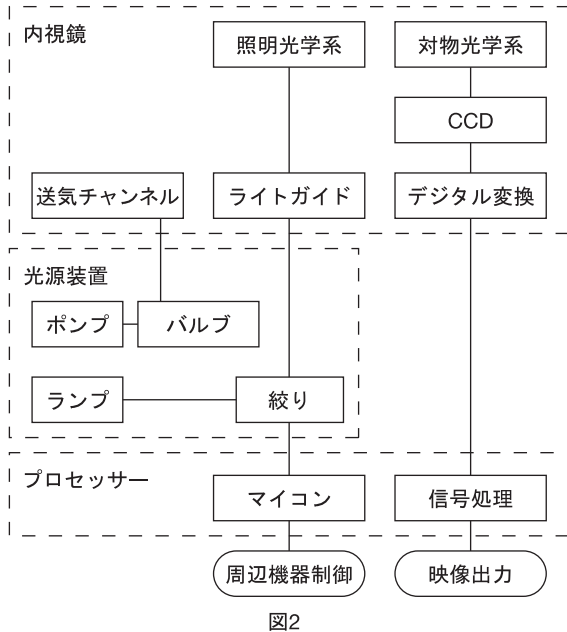 内視鏡
照明光学系
対物光学系
CCD
送気チャンネル
ライトガイド
デジタル変換
光源装置
ポンプ
バルブ
ランプ
絞り
プロセッサー
マイコン
信号処理
周辺機器制御
映像出力
図2